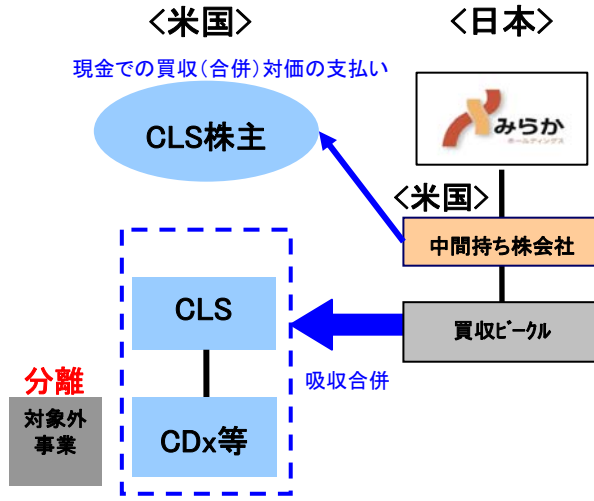 <米国>
<日本>
現金での買収(合併)対価の支払い
CLS株主
みらか
ホールディングス
<米国>
中間持ち株会社
CLS
買収ﾋﾞｰｸﾙ
吸収合併
分離
対象外
事業
CDx等